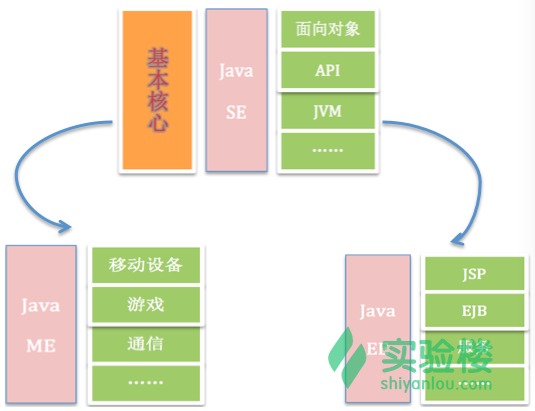 基本核心
Java
SE
面向对象
API
JVM
......
Java
ME
移动设备
游戏
通信
......
Java
JSP
EJB
实验楼
shiyanlou.com